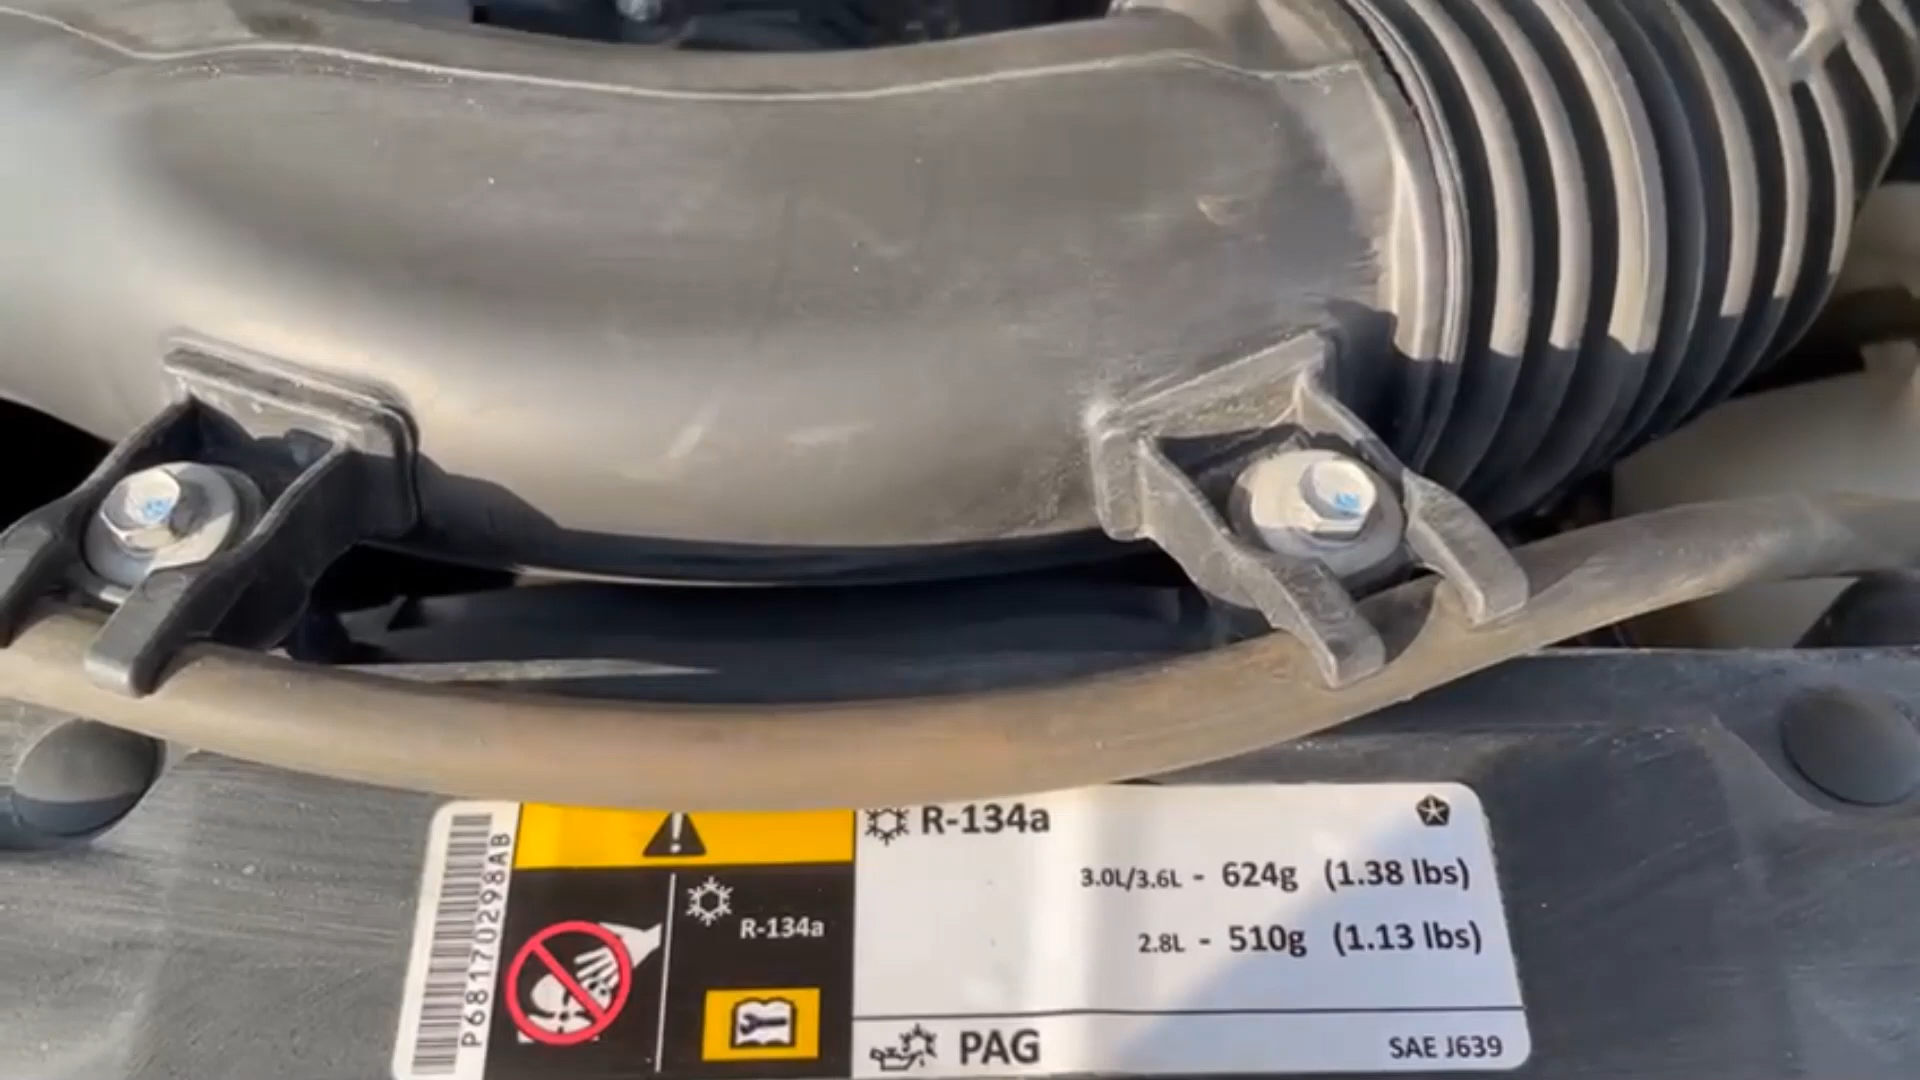 P68170298AB
R-134a
R-134a
3.0L/3.6L - 624g (1.38 lbs)
2.8L - 510g (1.13 lbs)
PAG
SAE J639